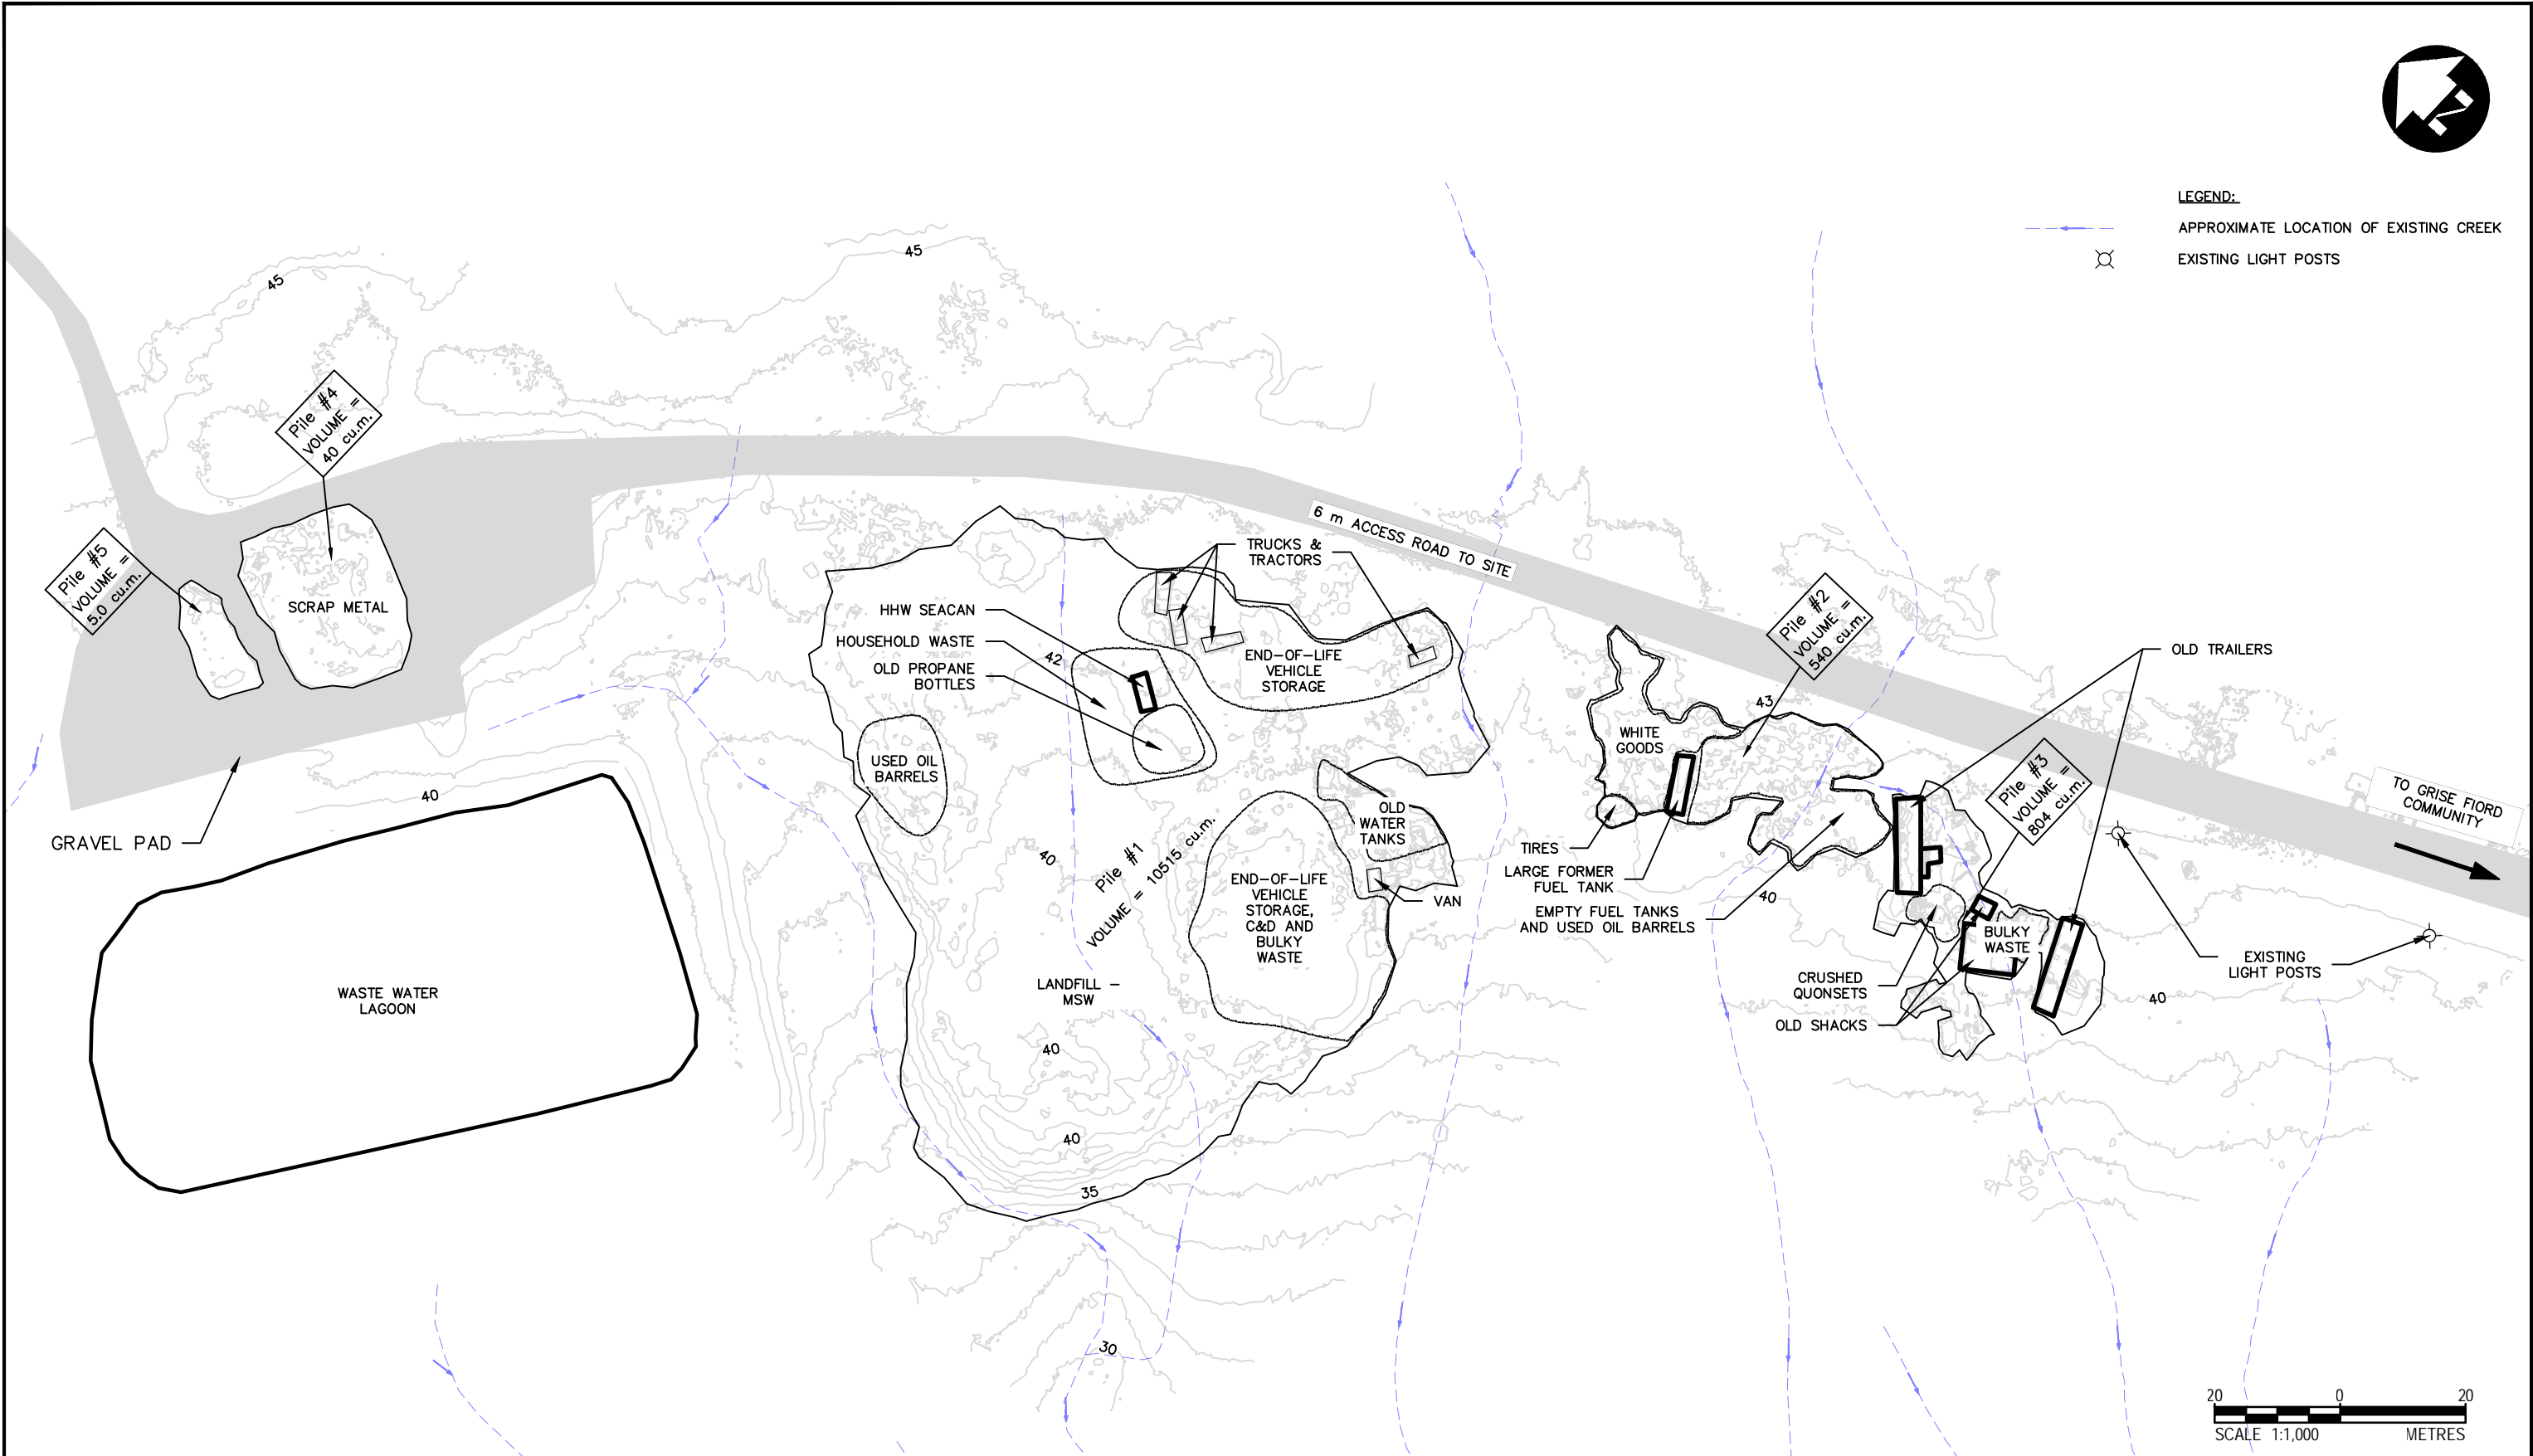 N
LEGEND:
APPROXIMATE LOCATION OF EXISTING CREEK
EXISTING LIGHT POSTS
45
45
Pile #4
VOLUME =
40 cu.m.
Pile #5
VOLUME =
5.0 cu.m.
SCRAP METAL
6 m ACCESS ROAD TO SITE
TRUCKS &
TRACTORS
HHW SEACAN
HOUSEHOLD WASTE
OLD PROPANE
BOTTLES
42
END-OF-LIFE
VEHICLE
STORAGE
USED OIL
BARRELS
Pile #2
VOLUME =
540 cu.m.
43
WHITE
GOODS
OLD TRAILERS
Pile #3
VOLUME =
804 cu.m.
TO GRISE FIORD
COMMUNITY
40
GRAVEL PAD
40
Pile #1
VOLUME = 10515 cu.m.
OLD
WATER
TANKS
END-OF-LIFE
VEHICLE
STORAGE,
C&D AND
BULKY
WASTE
VAN
TIRES
LARGE FORMER
FUEL TANK
EMPTY FUEL TANKS
AND USED OIL BARRELS
40
BULKY
WASTE
CRUSHED
QUONSETS
OLD SHACKS
EXISTING
LIGHT POSTS
40
WASTE WATER
LAGOON
LANDFILL -
MSW
40
40
35
30
20 0 20
SCALE 1:1,000 METRES